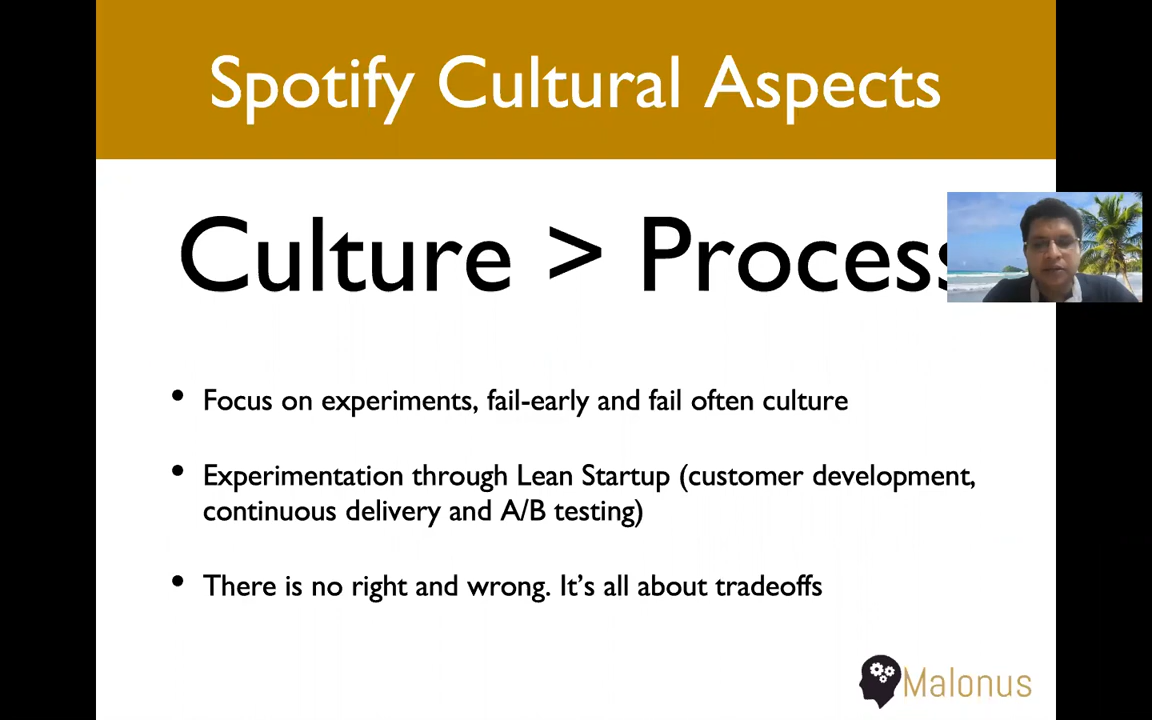 Spotify Cultural Aspects
Culture > Process
• Focus on experiments, fail-early and fail often culture
• Experimentation through Lean Startup (customer development,
continuous delivery and A/B testing)
• There is no right and wrong. It’s all about tradeoffs
Malonus